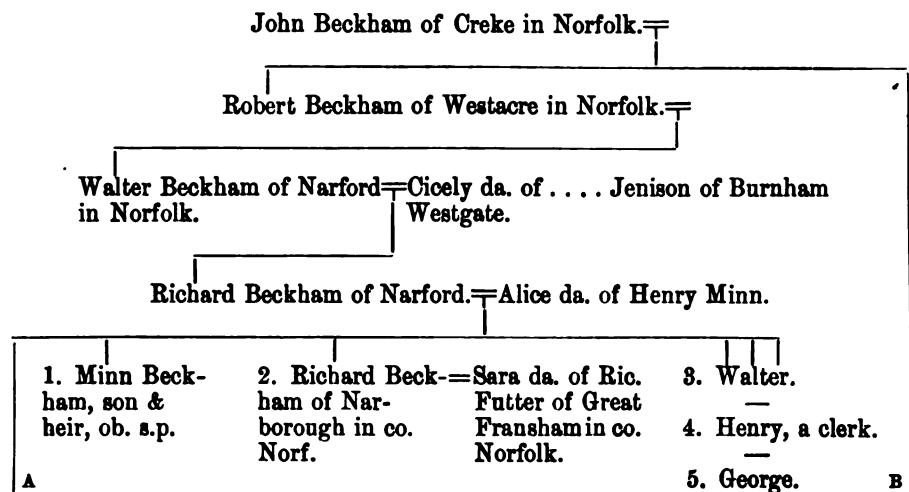 John Beckham of Creke in Norfolk.
Robert Beckham of Westacre in Norfolk.
Walter Beckham of Narford=Cicely da. of . . . . Jenison of Burnham
in Norfolk. Westgate.
Richard Beckham of Narford.=Alice da. of Henry Minn.
1. Minn Beck-
ham, son &
heir, ob. s.p.
2. Richard Beck-
ham of Nar-
borough in co.
Norf.
=Sara da. of Ric.
Futter of Great
Fransham in co.
Norfolk.
3. Walter.
4. Henry, a clerk.
5. George.
A
B